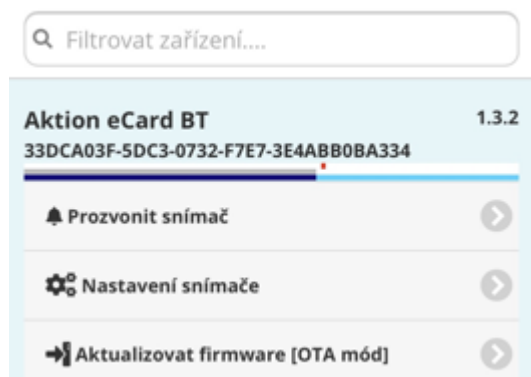 Filtrovat zařízení....
Aktion eCard BT 1.3.2
33DCA03F-5DC3-0732-F7E7-3E4ABB0BA334
Prozvonit snímač
Nastavení snímače
Aktualizovat firmware [OTA mód]